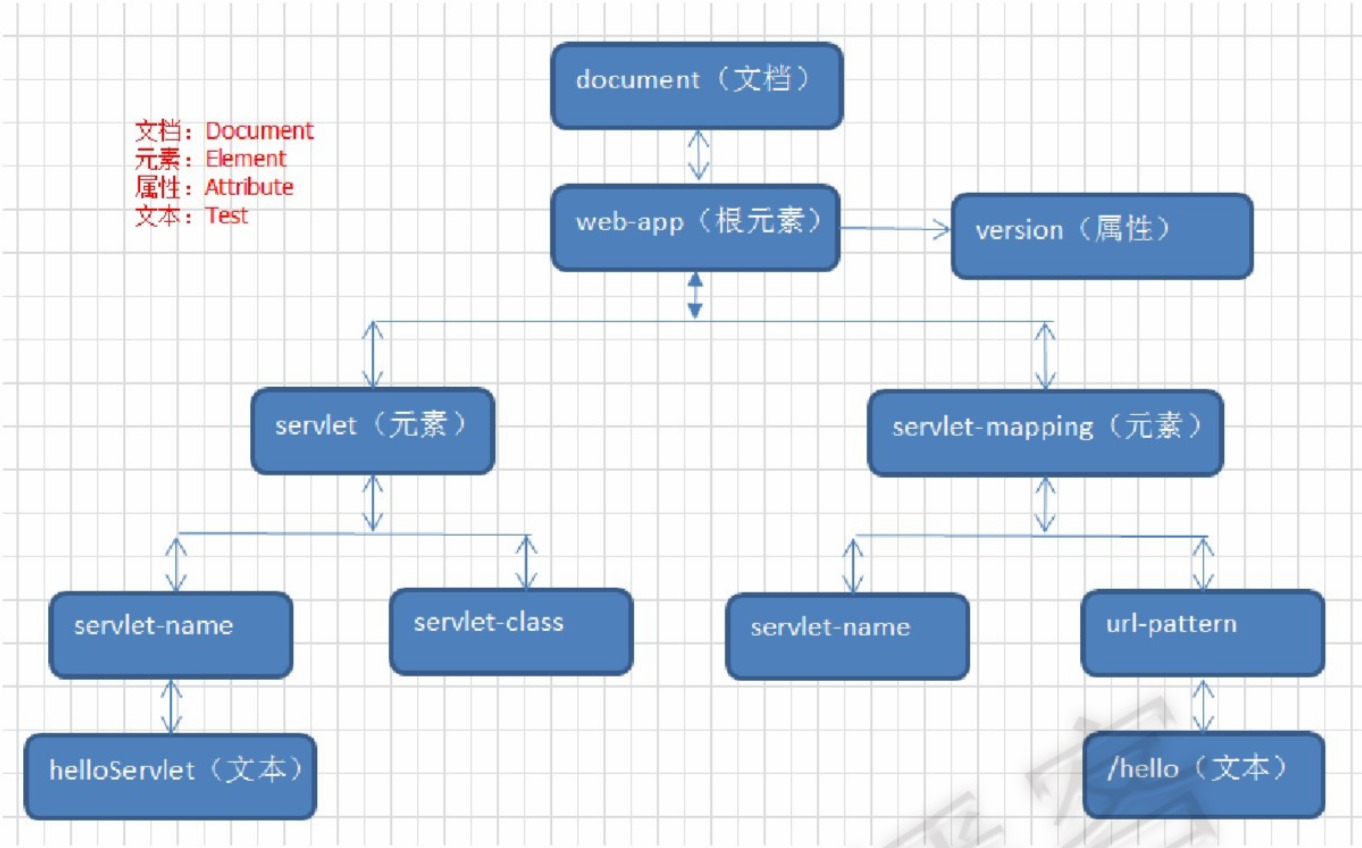 document（文档）
文档：Document
元素：Element
属性：Attribute
文本：Test
web-app（根元素）
version（属性）
servlet（元素）
servlet-mapping（元素）
servlet-name
servlet-class
servlet-name
url-pattern
helloServlet（文本）
/hello（文本）
客